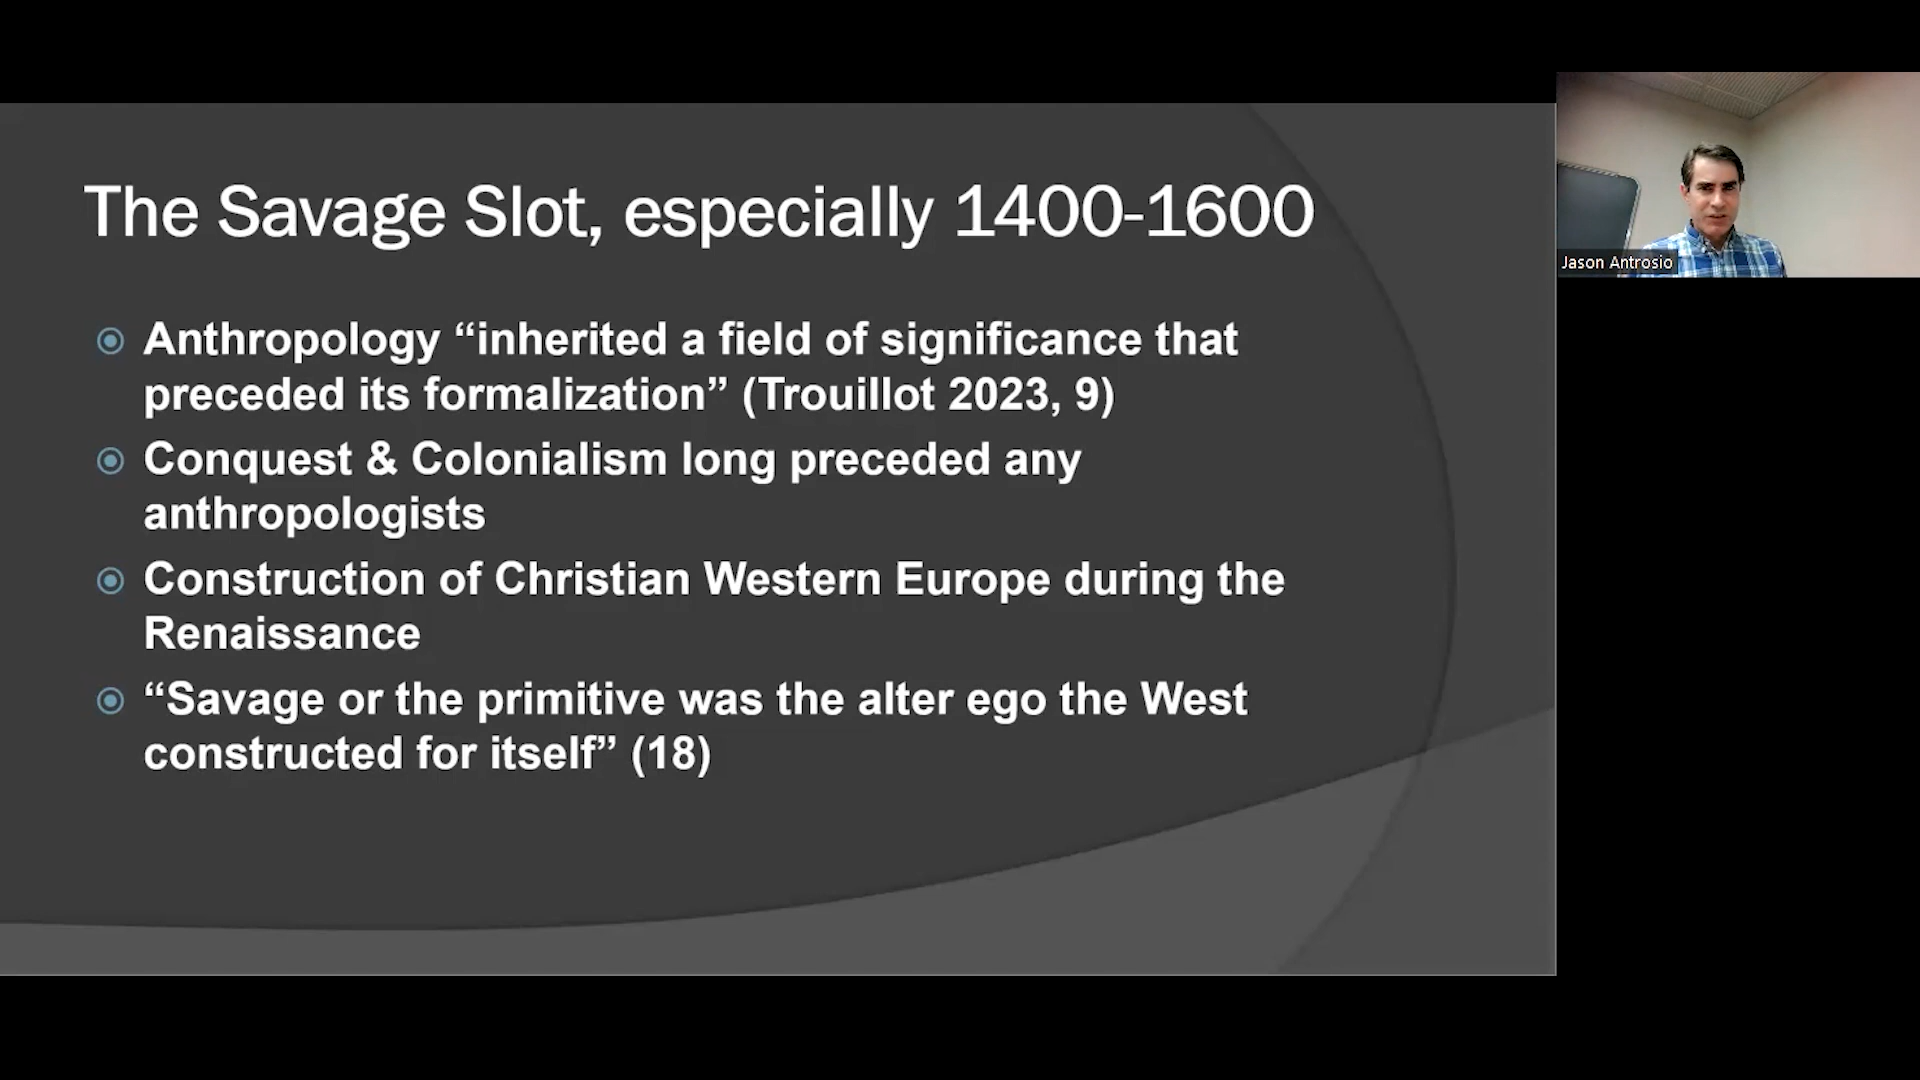 The Savage Slot, especially 1400-1600
Anthropology “inherited a field of significance that
preceded its formalization” (Trouillot 2023, 9)
Conquest & Colonialism long preceded any
anthropologists
Construction of Christian Western Europe during the
Renaissance
“Savage or the primitive was the alter ego the West
constructed for itself” (18)
Jason Antrosio